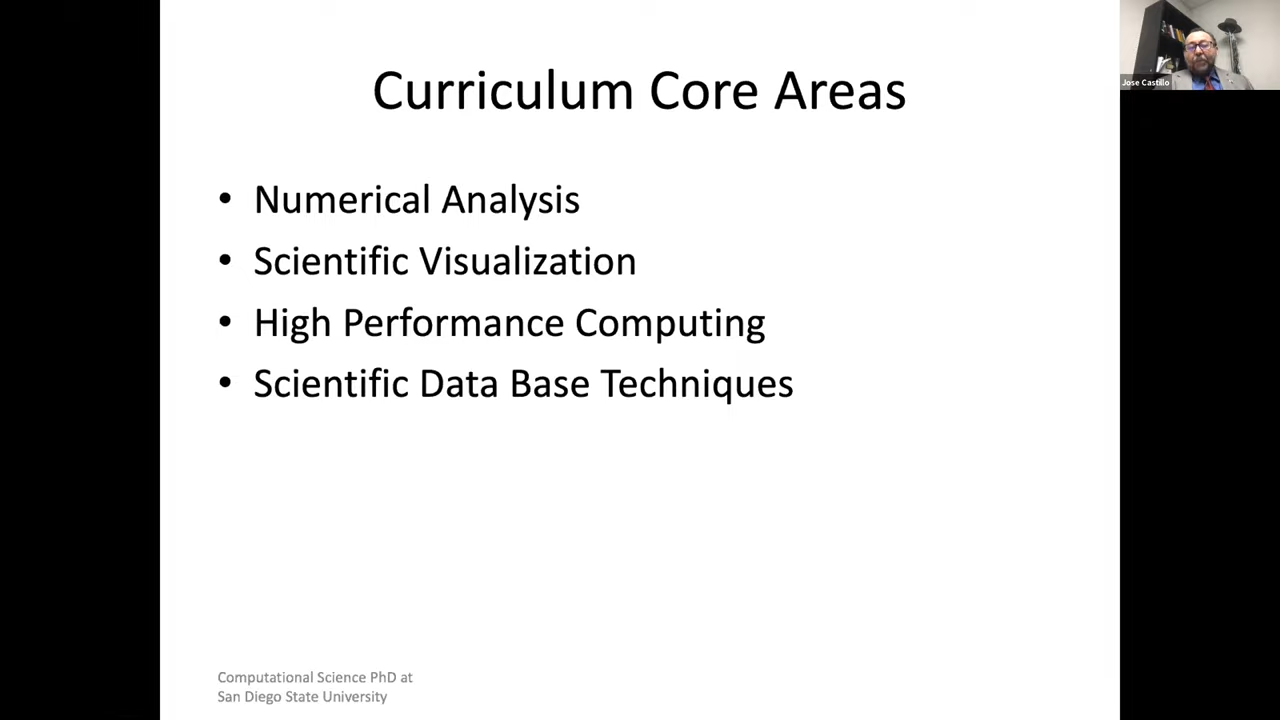 Curriculum Core Areas
• Numerical Analysis
• Scientific Visualization
• High Performance Computing
• Scientific Data Base Techniques
Computational Science PhD at
San Diego State University
Jose Castillo